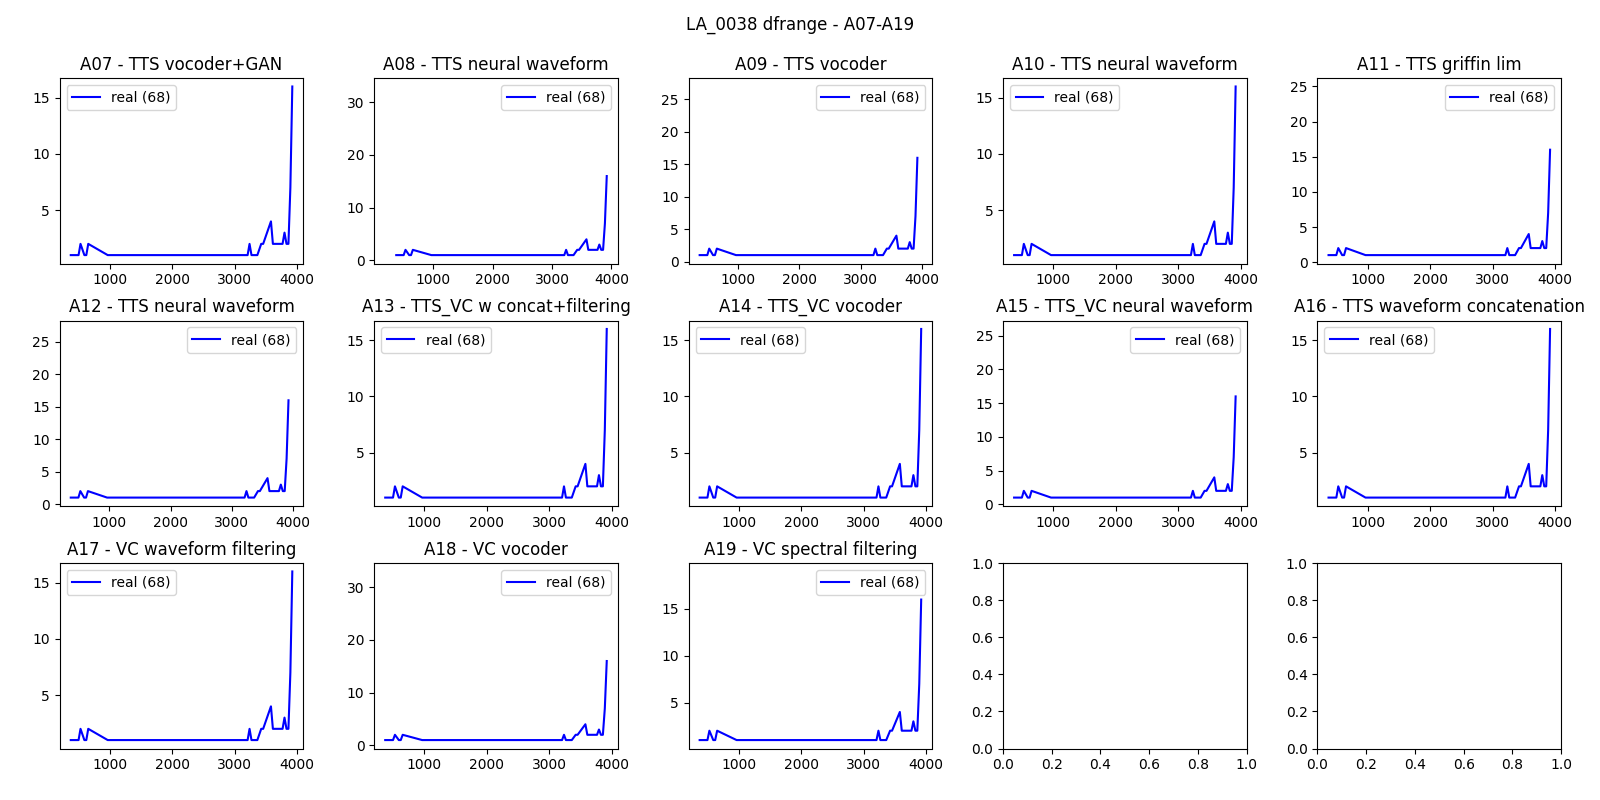 LA_0038 dfrange - A07-A19
A07 - TTS vocoder+GAN
A08 - TTS neural waveform
A09 - TTS vocoder
A10 - TTS neural waveform
A11 - TTS griffin lim
15
10
5
real (68)
1000 2000 3000 4000
30
20
10
0
real (68)
1000 2000 3000 4000
25
20
15
10
5
0
real (68)
1000 2000 3000 4000
15
10
5
real (68)
1000 2000 3000 4000
25
20
15
10
5
0
real (68)
1000 2000 3000 4000
A12 - TTS neural waveform
A13 - TTS_VC w concat+filtering
A14 - TTS_VC vocoder
A15 - TTS_VC neural waveform
A16 - TTS waveform concatenation
25
20
15
10
5
0
real (68)
1000 2000 3000 4000
15
10
5
real (68)
1000 2000 3000 4000
15
10
5
real (68)
1000 2000 3000 4000
25
20
15
10
5
0
real (68)
1000 2000 3000 4000
15
10
5
real (68)
1000 2000 3000 4000
A17 - VC waveform filtering
A18 - VC vocoder
A19 - VC spectral filtering
15
10
5
real (68)
1000 2000 3000 4000
30
20
10
0
real (68)
1000 2000 3000 4000
15
10
5
real (68)
1000 2000 3000 4000
1.0
0.8
0.6
0.4
0.2
0.0
0.0 0.2 0.4 0.6 0.8 1.0
1.0
0.8
0.6
0.4
0.2
0.0
0.0 0.2 0.4 0.6 0.8 1.0